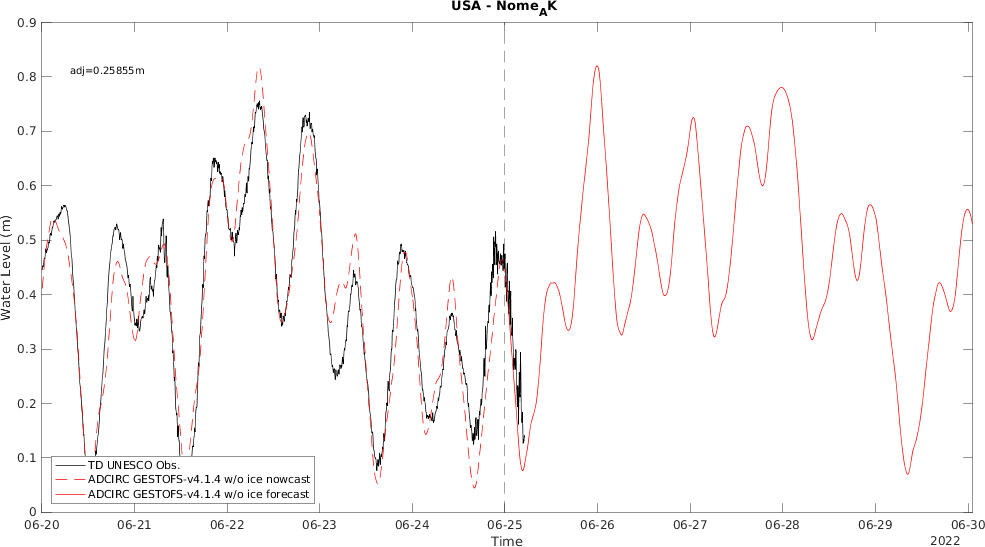 USA - Nome_AK
0.9
0.8
0.7
0.6
0.5
0.4
0.3
0.2
0.1
0
Water Level (m)
adj=0.25855m
TD UNESCO Obs.
ADCIRC GESTOFS-v4.1.4 w/o ice nowcast
ADCIRC GESTOFS-v4.1.4 w/o ice forecast
06-20 06-21 06-22 06-23 06-24 06-25 06-26 06-27 06-28 06-29 06-30
Time
2022